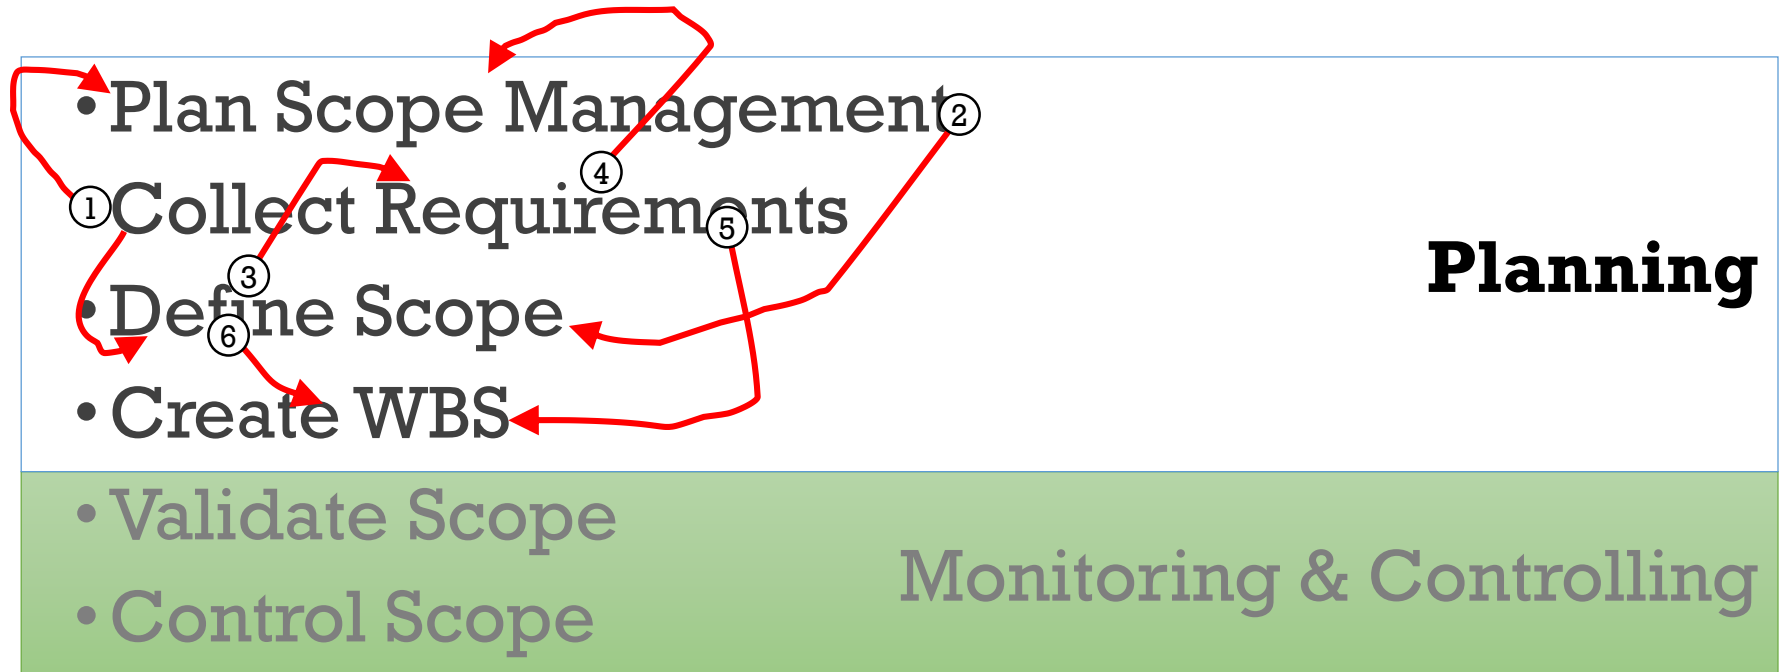 • Plan Scope Management ②
① Collect Requirements
④
⑤
③
• Define Scope
⑥
• Create WBS
Planning
• Validate Scope
• Control Scope
Monitoring & Controlling